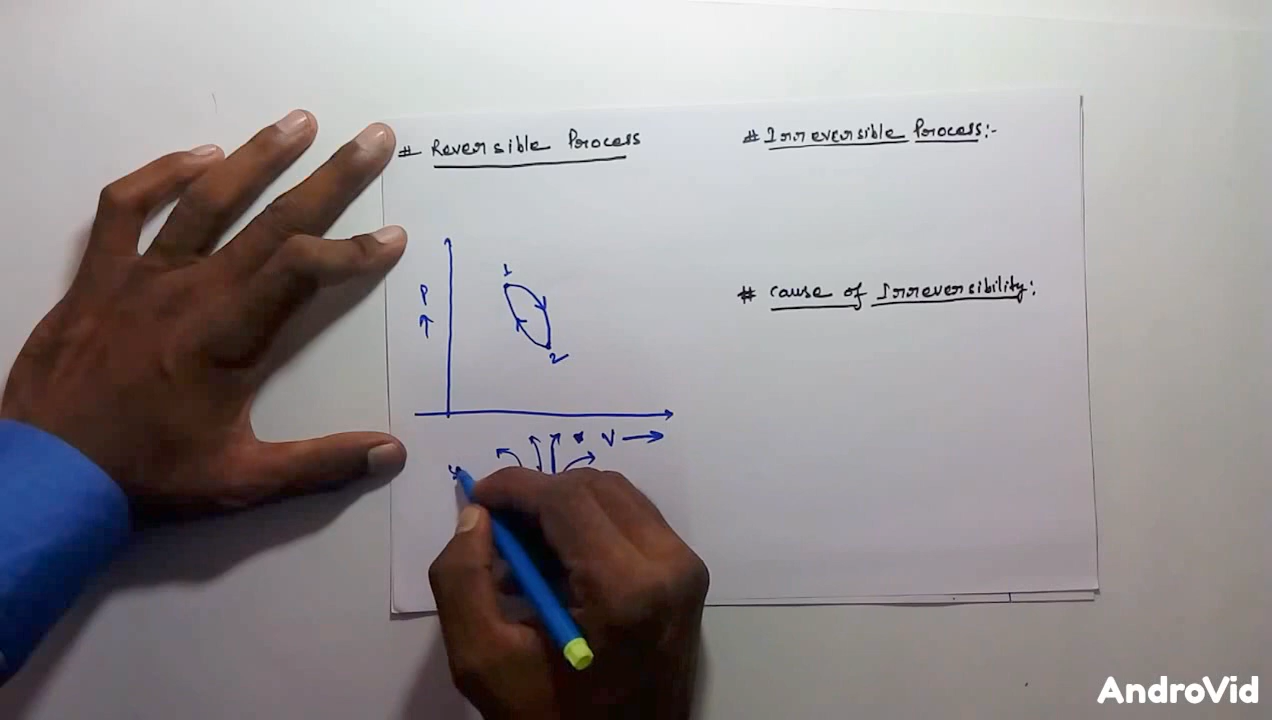 # Reversible Process
# Irreversible Process:-
1
P
2
# Cause of Irreversibility:
V
AndroVid